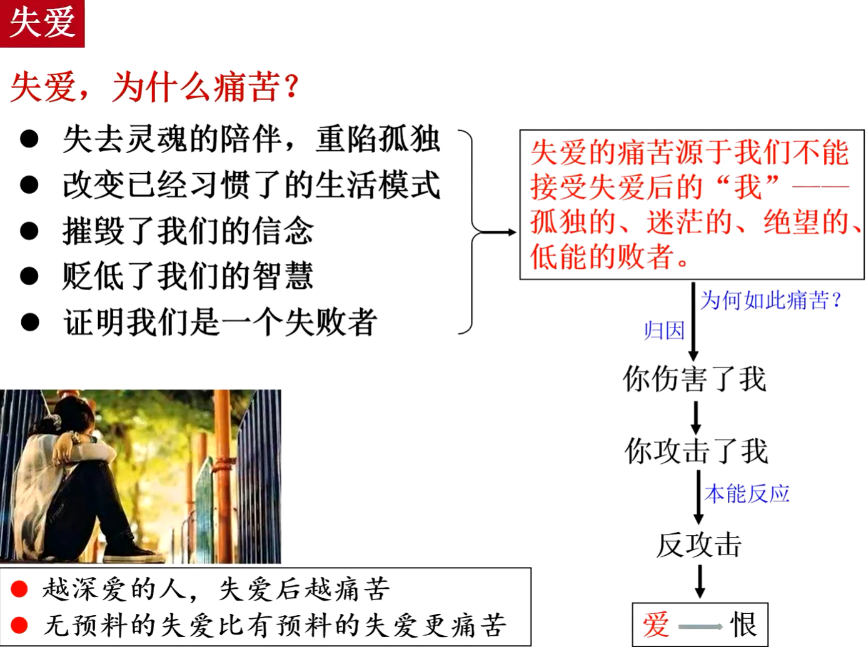 失爱
失爱，为什么痛苦？
● 失去灵魂的陪伴，重陷孤独
● 改变已经习惯了的生活模式
● 摧毁了我们的信念
● 贬低了我们的智慧
● 证明我们是一个失败者
失爱的痛苦源于我们不能
接受失爱后的“我”——
孤独的、迷茫的、绝望的、
低能的败者。
为何如此痛苦？
归因
你伤害了我
你攻击了我
本能反应
反攻击
爱 恨
● 越深爱的人，失爱后越痛苦
● 无预料的失爱比有预料的失爱更痛苦